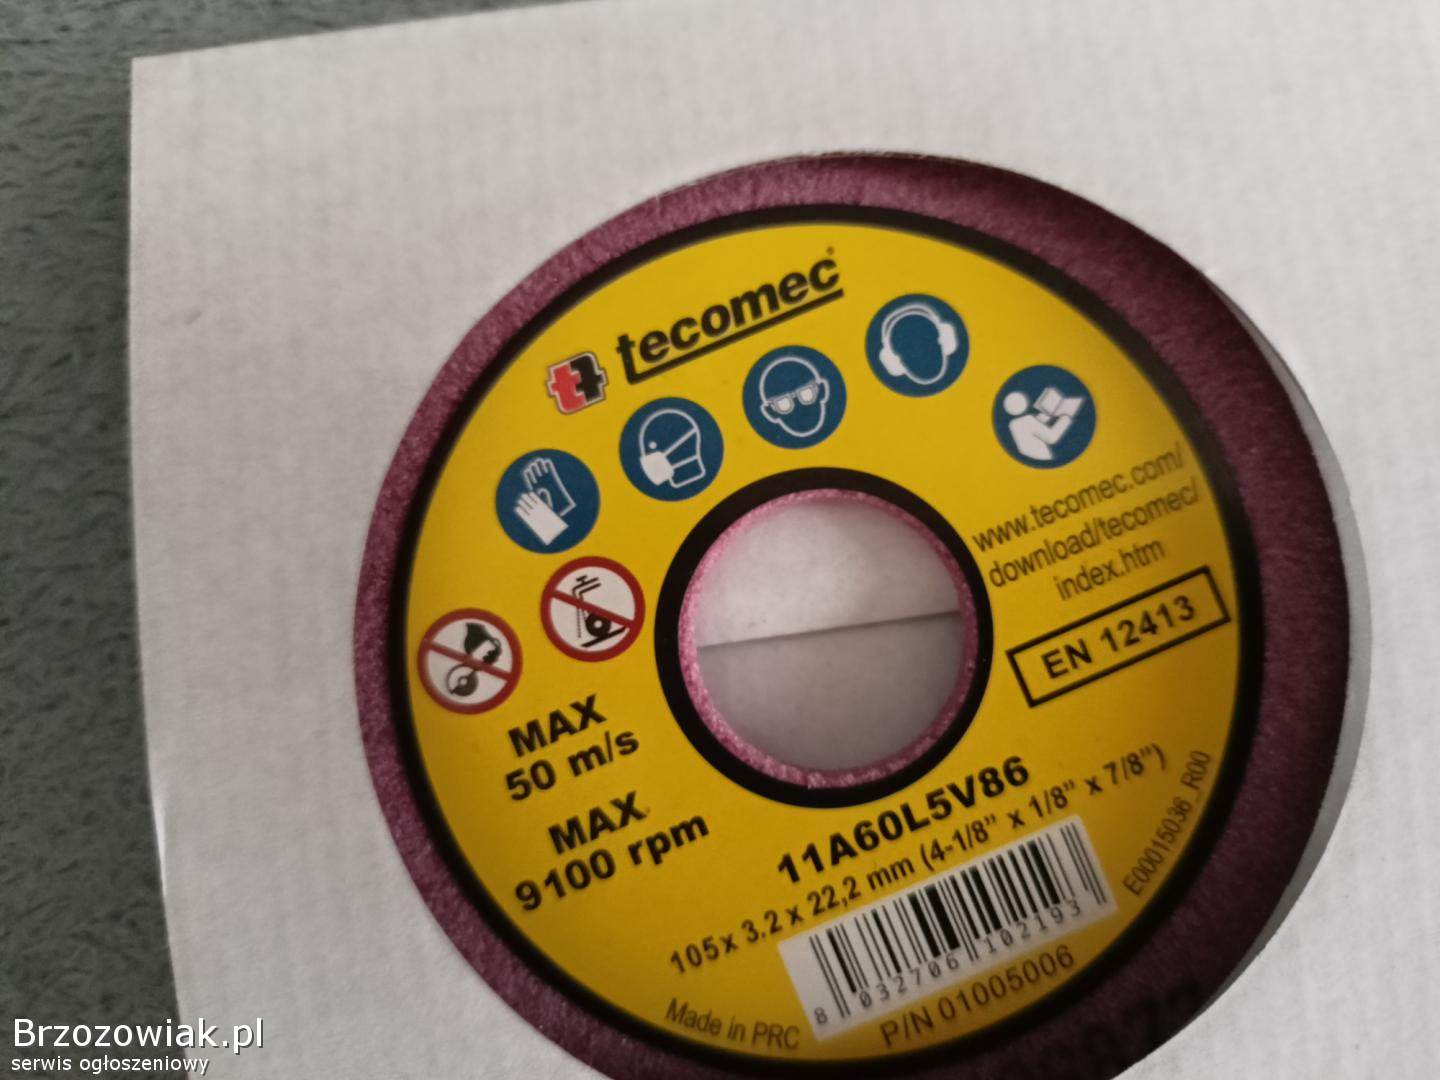 tecomec
www.tecomec.com/
download/tecomec/
index.htm
EN 12413
MAX
50 m/s
MAX
9100 rpm
11A60L5V86
105x 3.2 x 22,2 mm (4-1/8" x 1/8" x 7/8")
8 032706 102193
P/N 01005006
Made in PRC
E00015036_R00
Brzozowiak.pl
serwis ogłoszeniowy